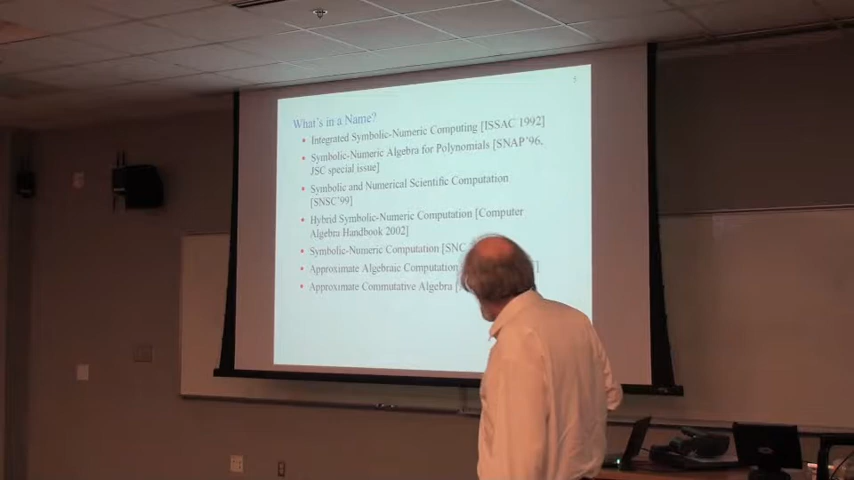 What's in a Name?
• Integrated Symbolic-Numeric Computing [ISSAC 1992]
• Symbolic-Numeric Algebra for Polynomials [SNAP'96,
JSC special issue]
• Symbolic and Numerical Scientific Computation
[SNSC'99]
• Hybrid Symbolic-Numeric Computation [Computer
Algebra Handbook 2002]
• Symbolic-Numeric Computation [SNC
• Approximate Algebraic Computation
• Approximate Commutative Algebra [